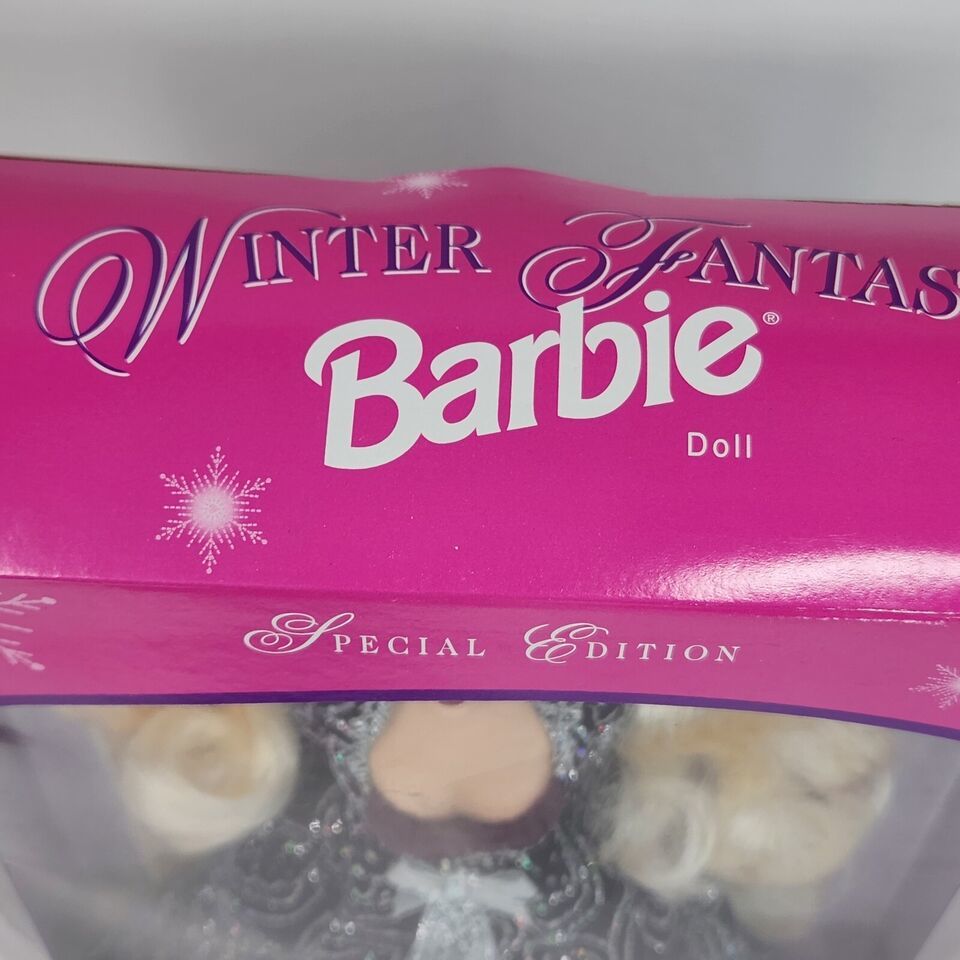 WINTER FANTAS
Barbie®
Doll
SPECIAL EDITION